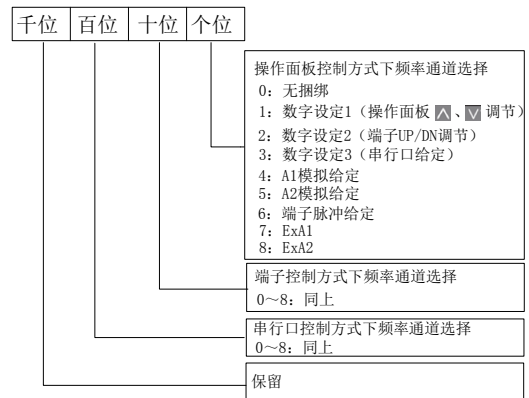 千位 百位 十位 个位
操作面板控制方式下频率通道选择
0：无捆绑
1：数字设定1（操作面板 ∧、∨ 调节）
2：数字设定2（端子UP/DN调节）
3：数字设定3（串行口给定）
4：A1模拟给定
5：A2模拟给定
6：端子脉冲给定
7：ExA1
8：ExA2
端子控制方式下频率通道选择
0～8：同上
串行口控制方式下频率通道选择
0～8：同上
保留